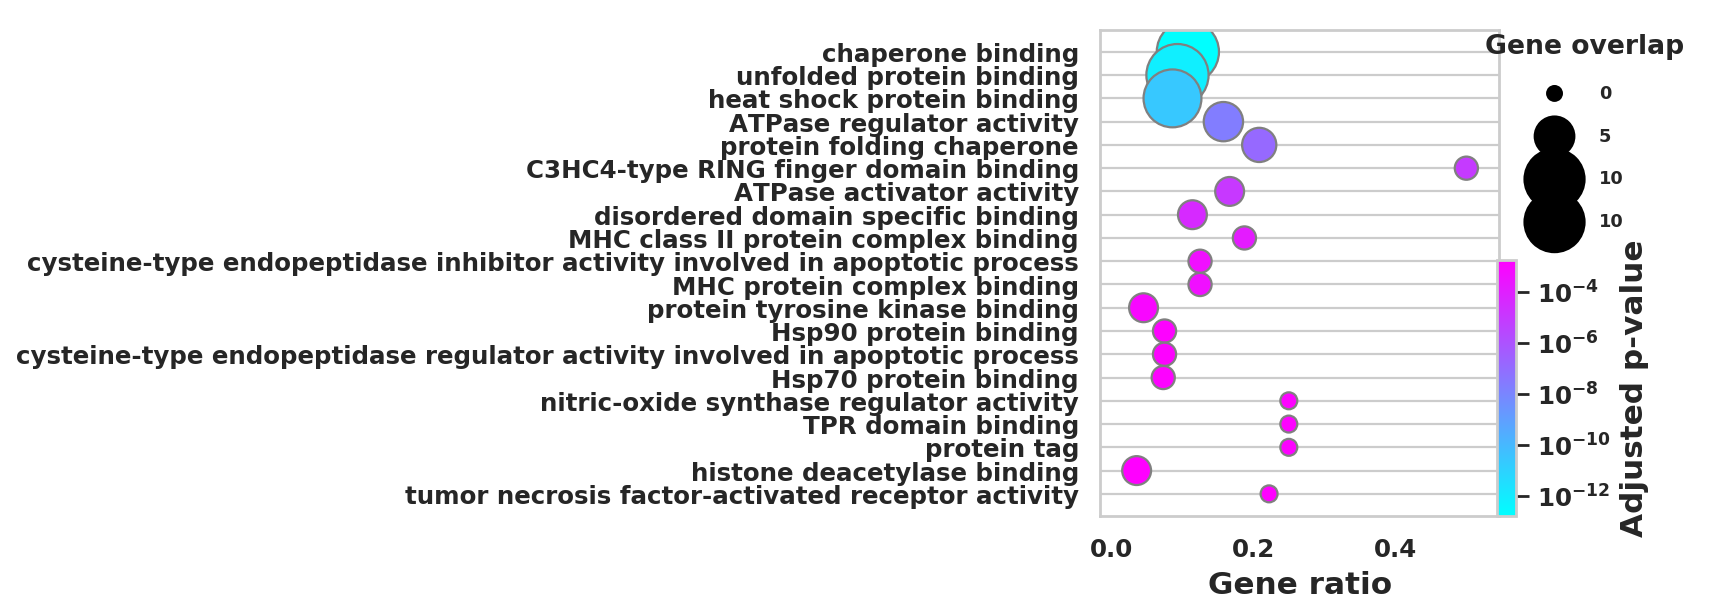 chaperone binding
unfolded protein binding
heat shock protein binding
ATPase regulator activity
protein folding chaperone
C3HC4-type RING finger domain binding
ATPase activator activity
disordered domain specific binding
MHC class II protein complex binding
cysteine-type endopeptidase inhibitor activity involved in apoptotic process
MHC protein complex binding
protein tyrosine kinase binding
Hsp90 protein binding
cysteine-type endopeptidase regulator activity involved in apoptotic process
Hsp70 protein binding
nitric-oxide synthase regulator activity
TPR domain binding
protein tag
histone deacetylase binding
tumor necrosis factor-activated receptor activity
0.0 0.2 0.4
Gene ratio
Gene overlap
0
5
10
10
10⁻⁴
10⁻⁶
10⁻⁸
10⁻¹⁰
10⁻¹²
Adjusted p-value